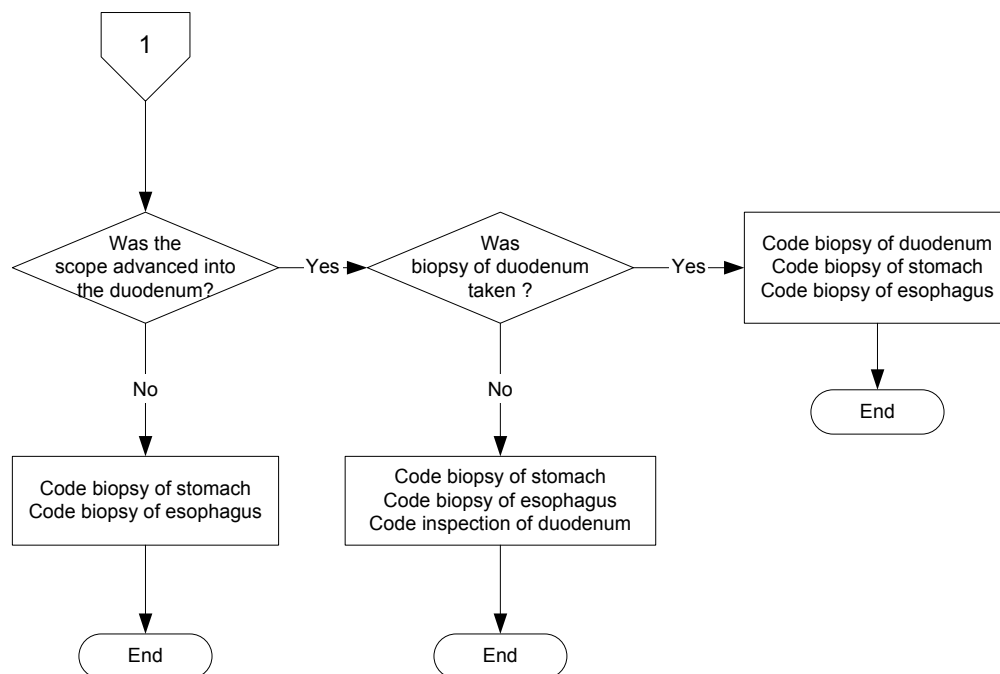 1
Was the
scope advanced into
the duodenum?
Yes
Was
biopsy of duodenum
taken ?
Yes
Code biopsy of duodenum
Code biopsy of stomach
Code biopsy of esophagus
End
No
No
Code biopsy of stomach
Code biopsy of esophagus
Code biopsy of stomach
Code biopsy of esophagus
Code inspection of duodenum
End
End